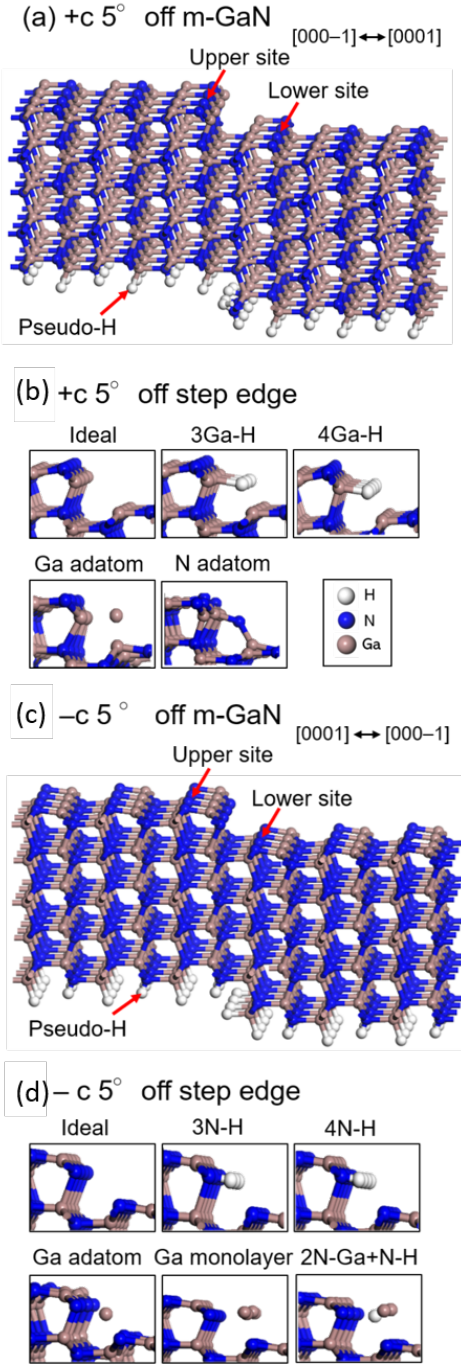 (a) +c 5° off m-GaN
[000–1]↔[0001]
Upper site
Lower site
Pseudo-H
(b) +c 5° off step edge
Ideal 3Ga-H 4Ga-H
Ga adatom N adatom
H
N
Ga
(c) –c 5 ° off m-GaN
[0001]↔[000–1]
Upper site
Lower site
Pseudo-H
(d) – c 5° off step edge
Ideal 3N-H 4N-H
Ga adatom Ga monolayer 2N-Ga+N-H